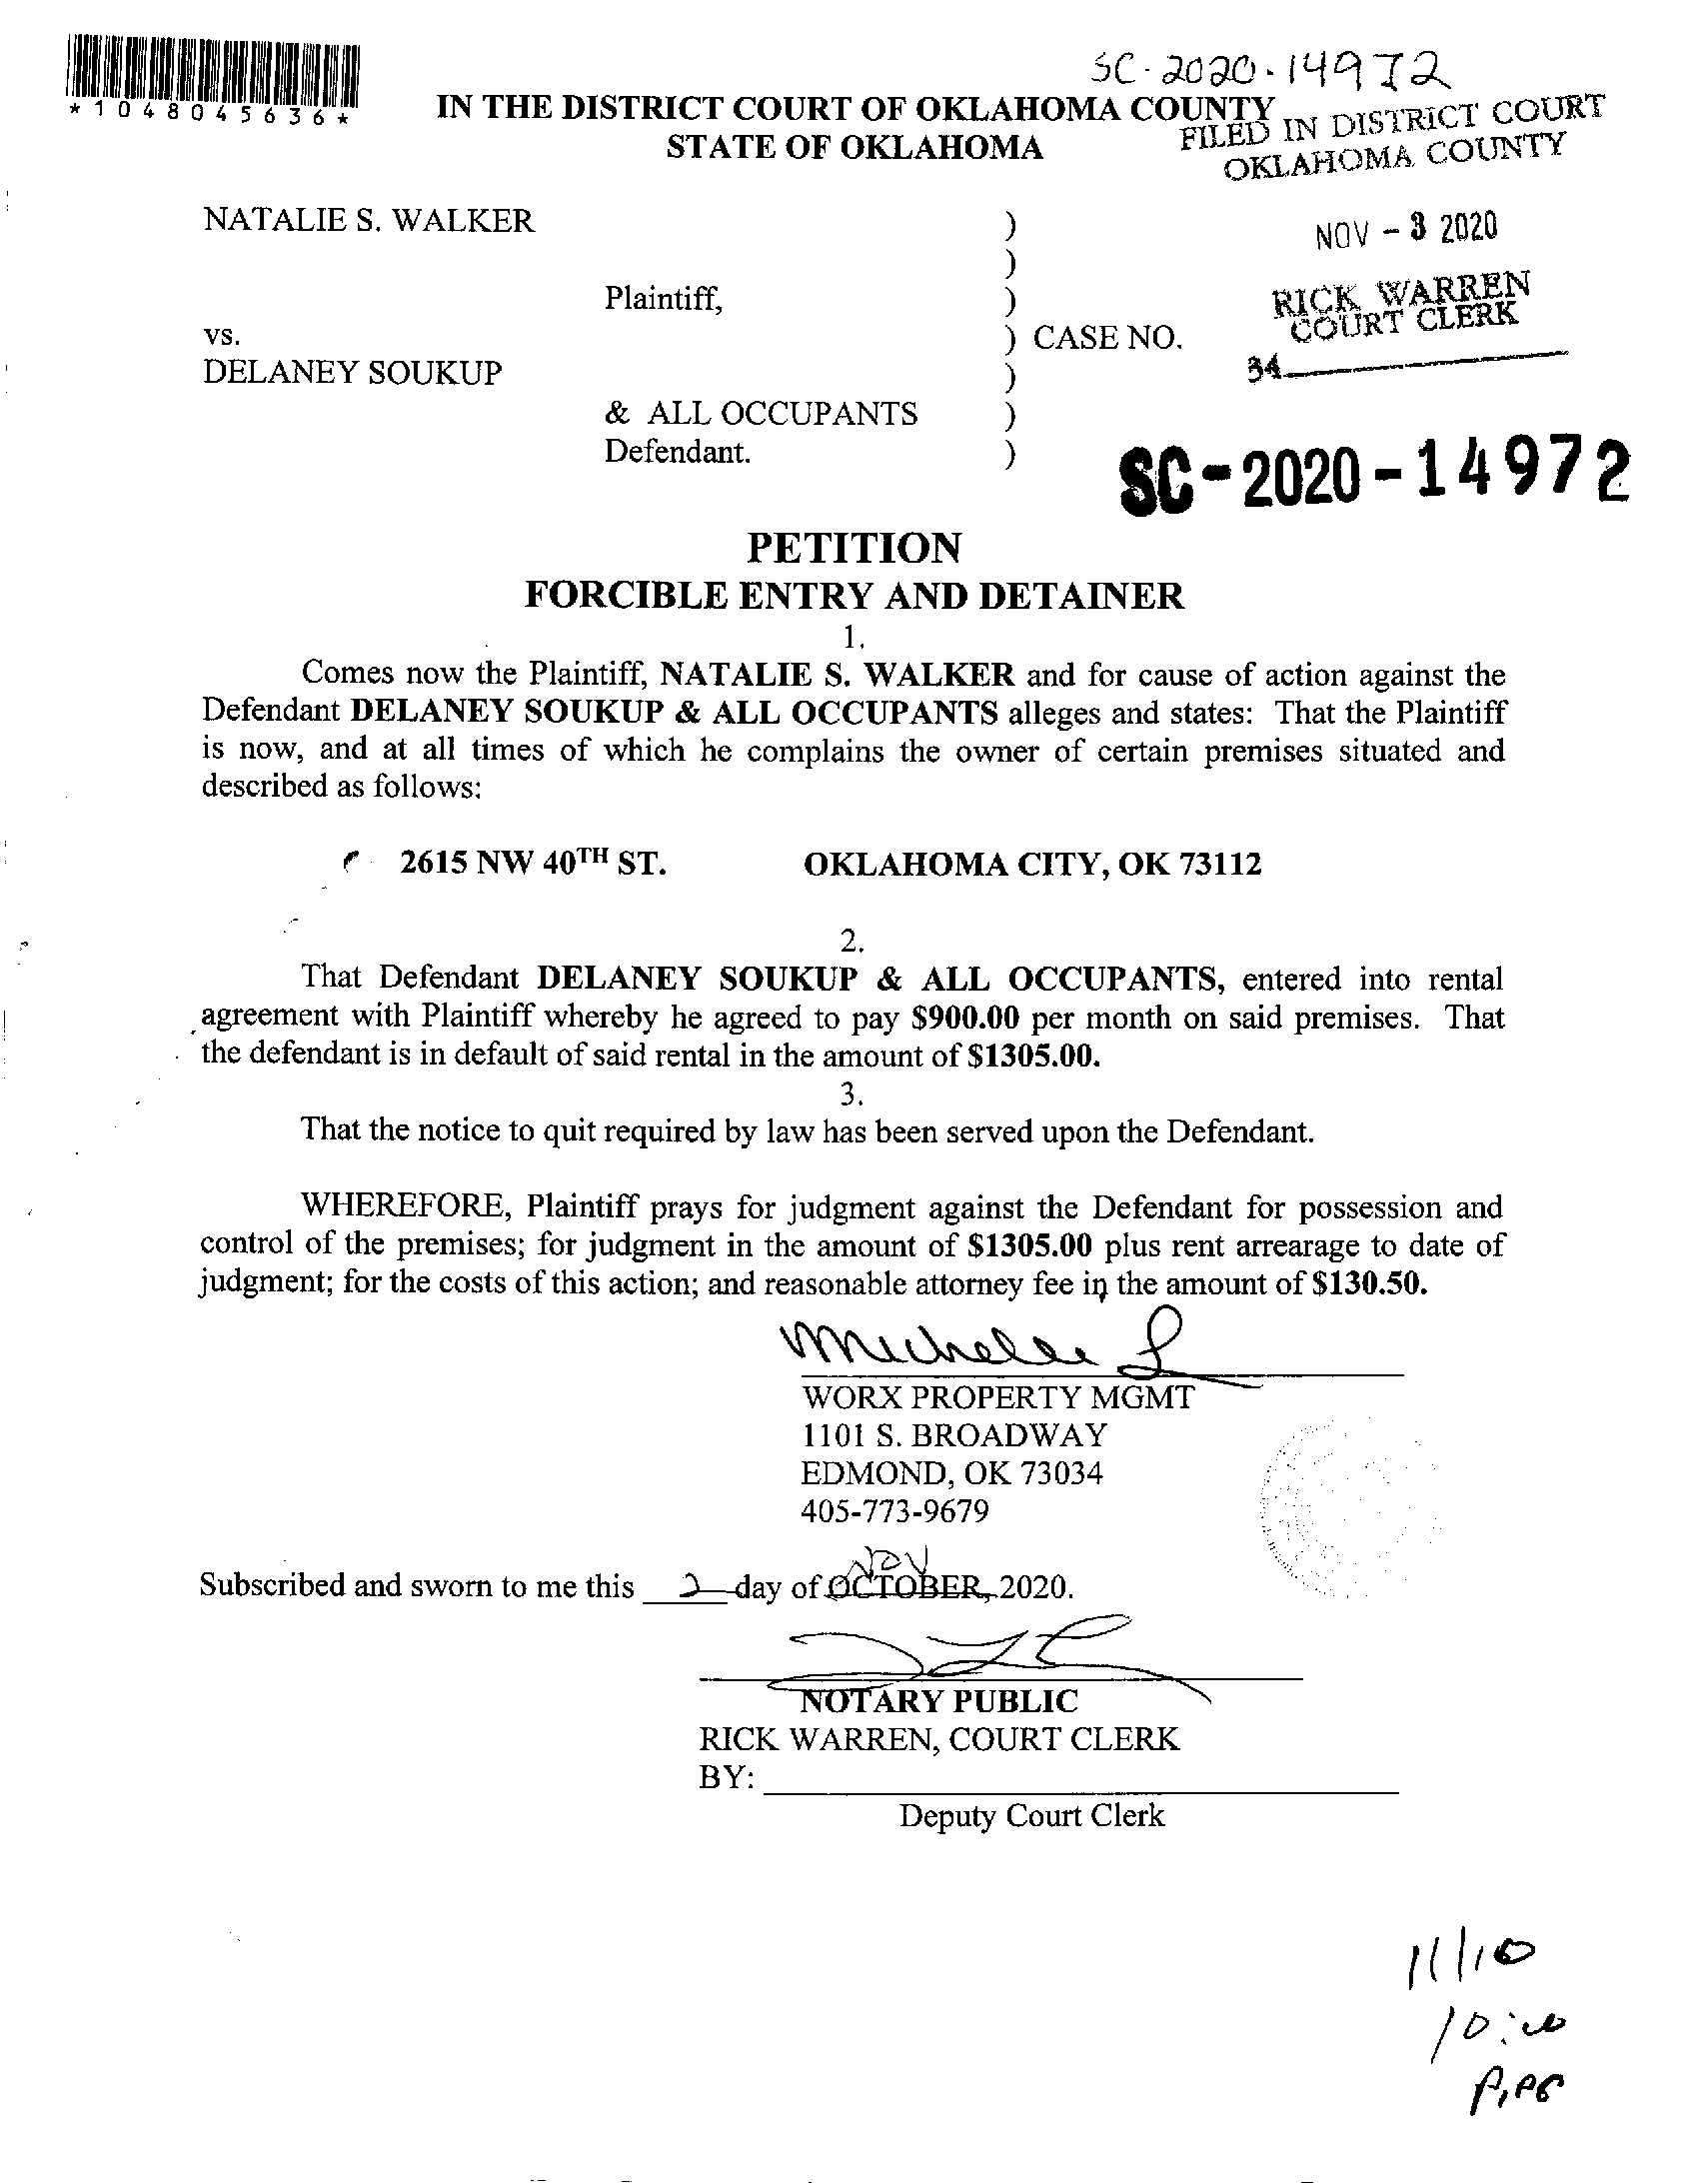 SC-2020-14972
*1048045636*
IN THE DISTRICT COURT OF OKLAHOMA COUNTY
STATE OF OKLAHOMA
FILED IN DISTRICT COURT
OKLAHOMA COUNTY
NATALIE S. WALKER )
NOV - 3 2020
)
Plaintiff, )
RICK WARREN
COURT CLERK
vs. ) CASE NO.
34
DELANEY SOUKUP )
& ALL OCCUPANTS )
Defendant. )
SC-2020-14972
PETITION
FORCIBLE ENTRY AND DETAINER
1.
Comes now the Plaintiff, NATALIE S. WALKER and for cause of action against the
Defendant DELANEY SOUKUP & ALL OCCUPANTS alleges and states: That the Plaintiff
is now, and at all times of which he complains the owner of certain premises situated and
described as follows:
2615 NW 40TH ST. OKLAHOMA CITY, OK 73112
2.
That Defendant DELANEY SOUKUP & ALL OCCUPANTS, entered into rental
agreement with Plaintiff whereby he agreed to pay $900.00 per month on said premises. That
the defendant is in default of said rental in the amount of $1305.00.
3.
That the notice to quit required by law has been served upon the Defendant.
WHEREFORE, Plaintiff prays for judgment against the Defendant for possession and
control of the premises; for judgment in the amount of $1305.00 plus rent arrearage to date of
judgment; for the costs of this action; and reasonable attorney fee in the amount of $130.50.
Michelle L
WORX PROPERTY MGMT
1101 S. BROADWAY
EDMOND, OK 73034
405-773-9679
NOV
Subscribed and sworn to me this 2 day of OCTOBER, 2020.
NOTARY PUBLIC
RICK WARREN, COURT CLERK
BY:
Deputy Court Clerk
11/10
10:00